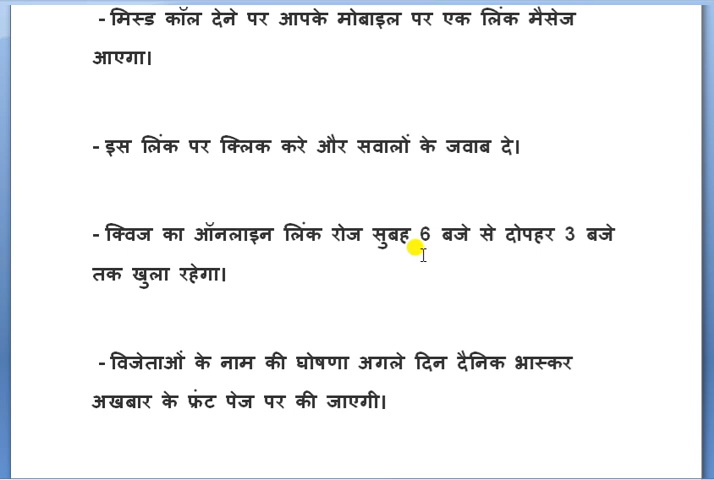 - मिस्ड कॉल देने पर आपके मोबाइल पर एक लिंक मैसेज
आएगा।
- इस लिंक पर क्लिक करे और सवालों के जवाब दे।
- क्विज का ऑनलाइन लिंक रोज सुबह 6 बजे से दोपहर 3 बजे
तक खुला रहेगा।
- विजेताओं के नाम की घोषणा अगले दिन दैनिक भास्कर
अखबार के फ्रंट पेज पर की जाएगी।